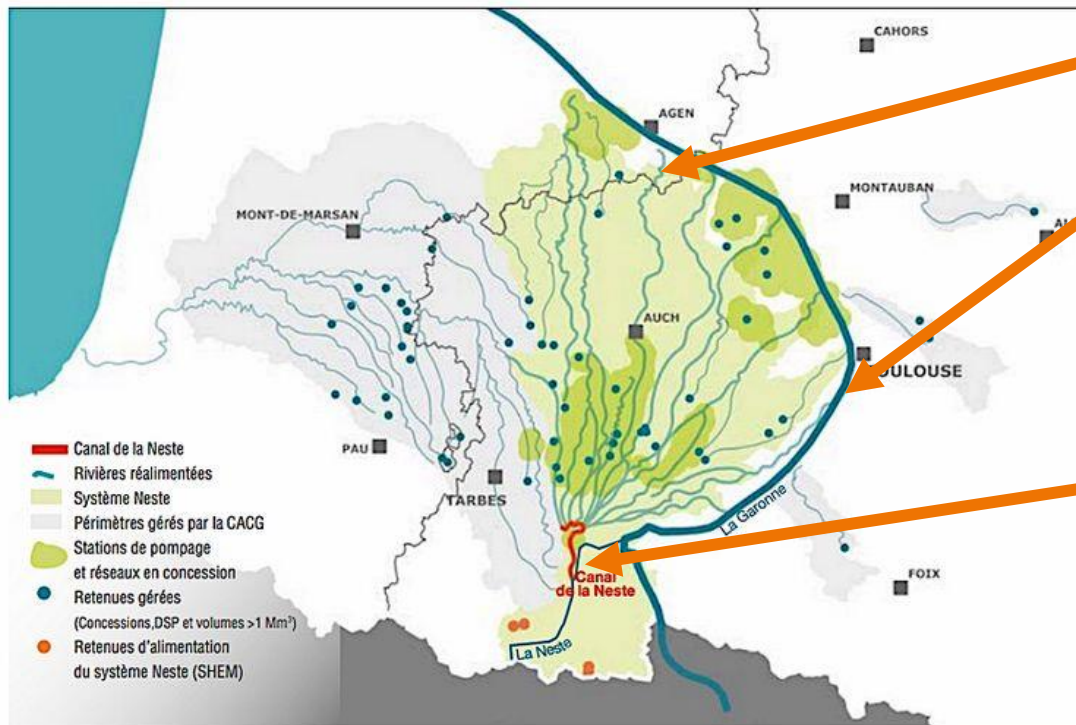 CAHORS
AGEN
MONTAUBAN
MONT-DE-MARSAN
AUCH
TOULOUSE
PAU
TARBES
La Garonne
FOIX
Canal
de la Neste
La Neste
Canal de la Neste
Rivières réalimentées
Système Neste
Périmètres gérés par la CACG
Stations de pompage
et réseaux en concession
Retenues gérées
(Concessions,DSP et volumes >1 Mm³)
Retenues d'alimentation
du système Neste (SHEM)